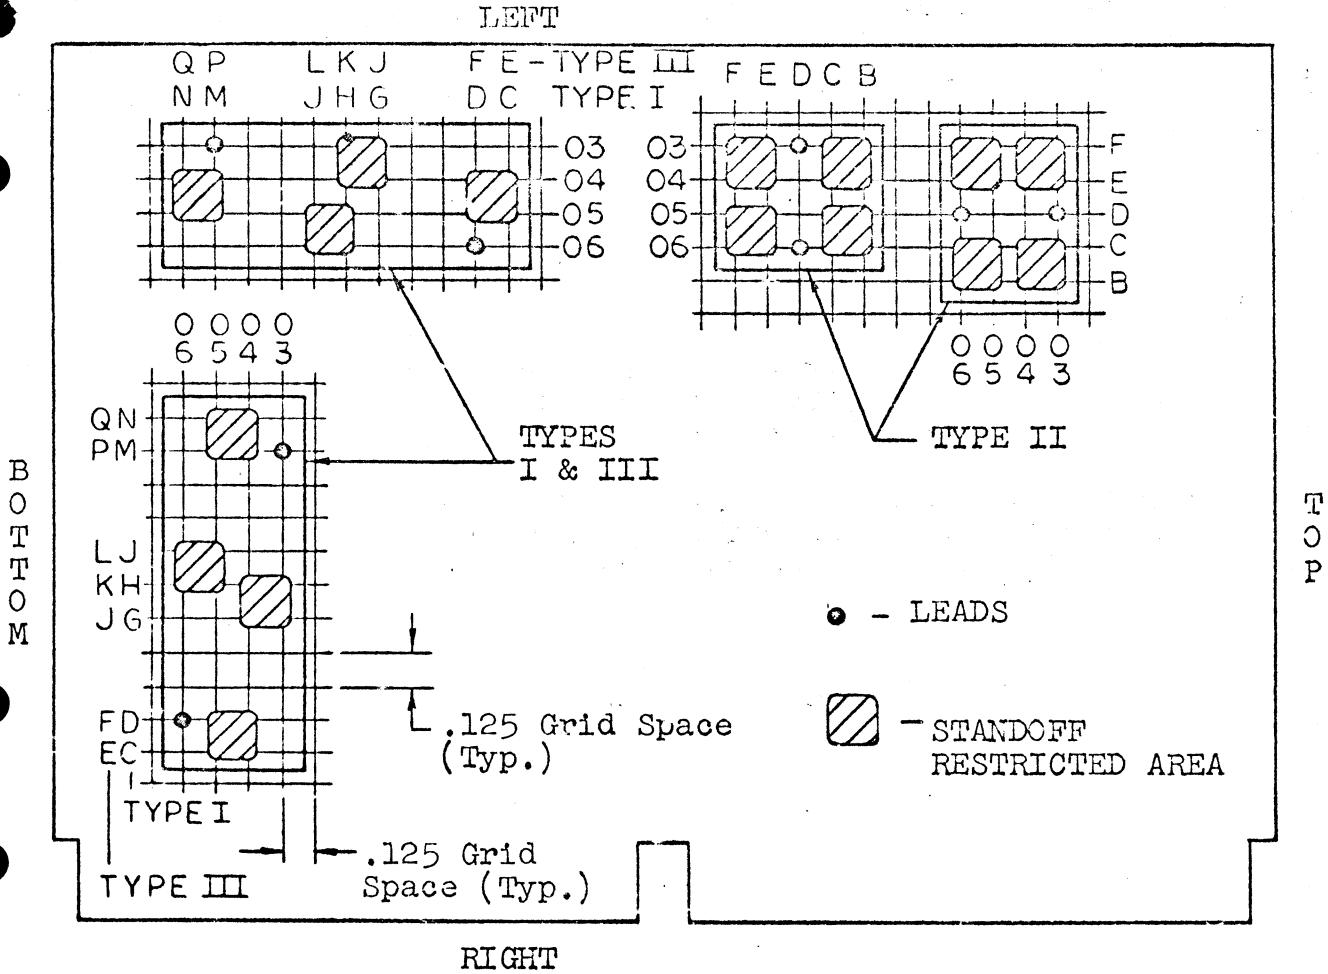 LEFT
Q P L K J F E - TYPE III
N M J H G D C TYPE I
F E D C B
03
04
05
06
03
04
05
06
F
E
D
C
B
0 0 0 0
6 5 4 3
0 0 0 0
6 5 4 3
QN
PM
LJ
KH
JG
FD
EC
TYPE I
TYPE III
TYPES
I & III
TYPE II
BOTTOM
TOP
- LEADS
- STANDOFF
RESTRICTED AREA
.125 Grid Space
(Typ.)
.125 Grid
Space (Typ.)
RIGHT